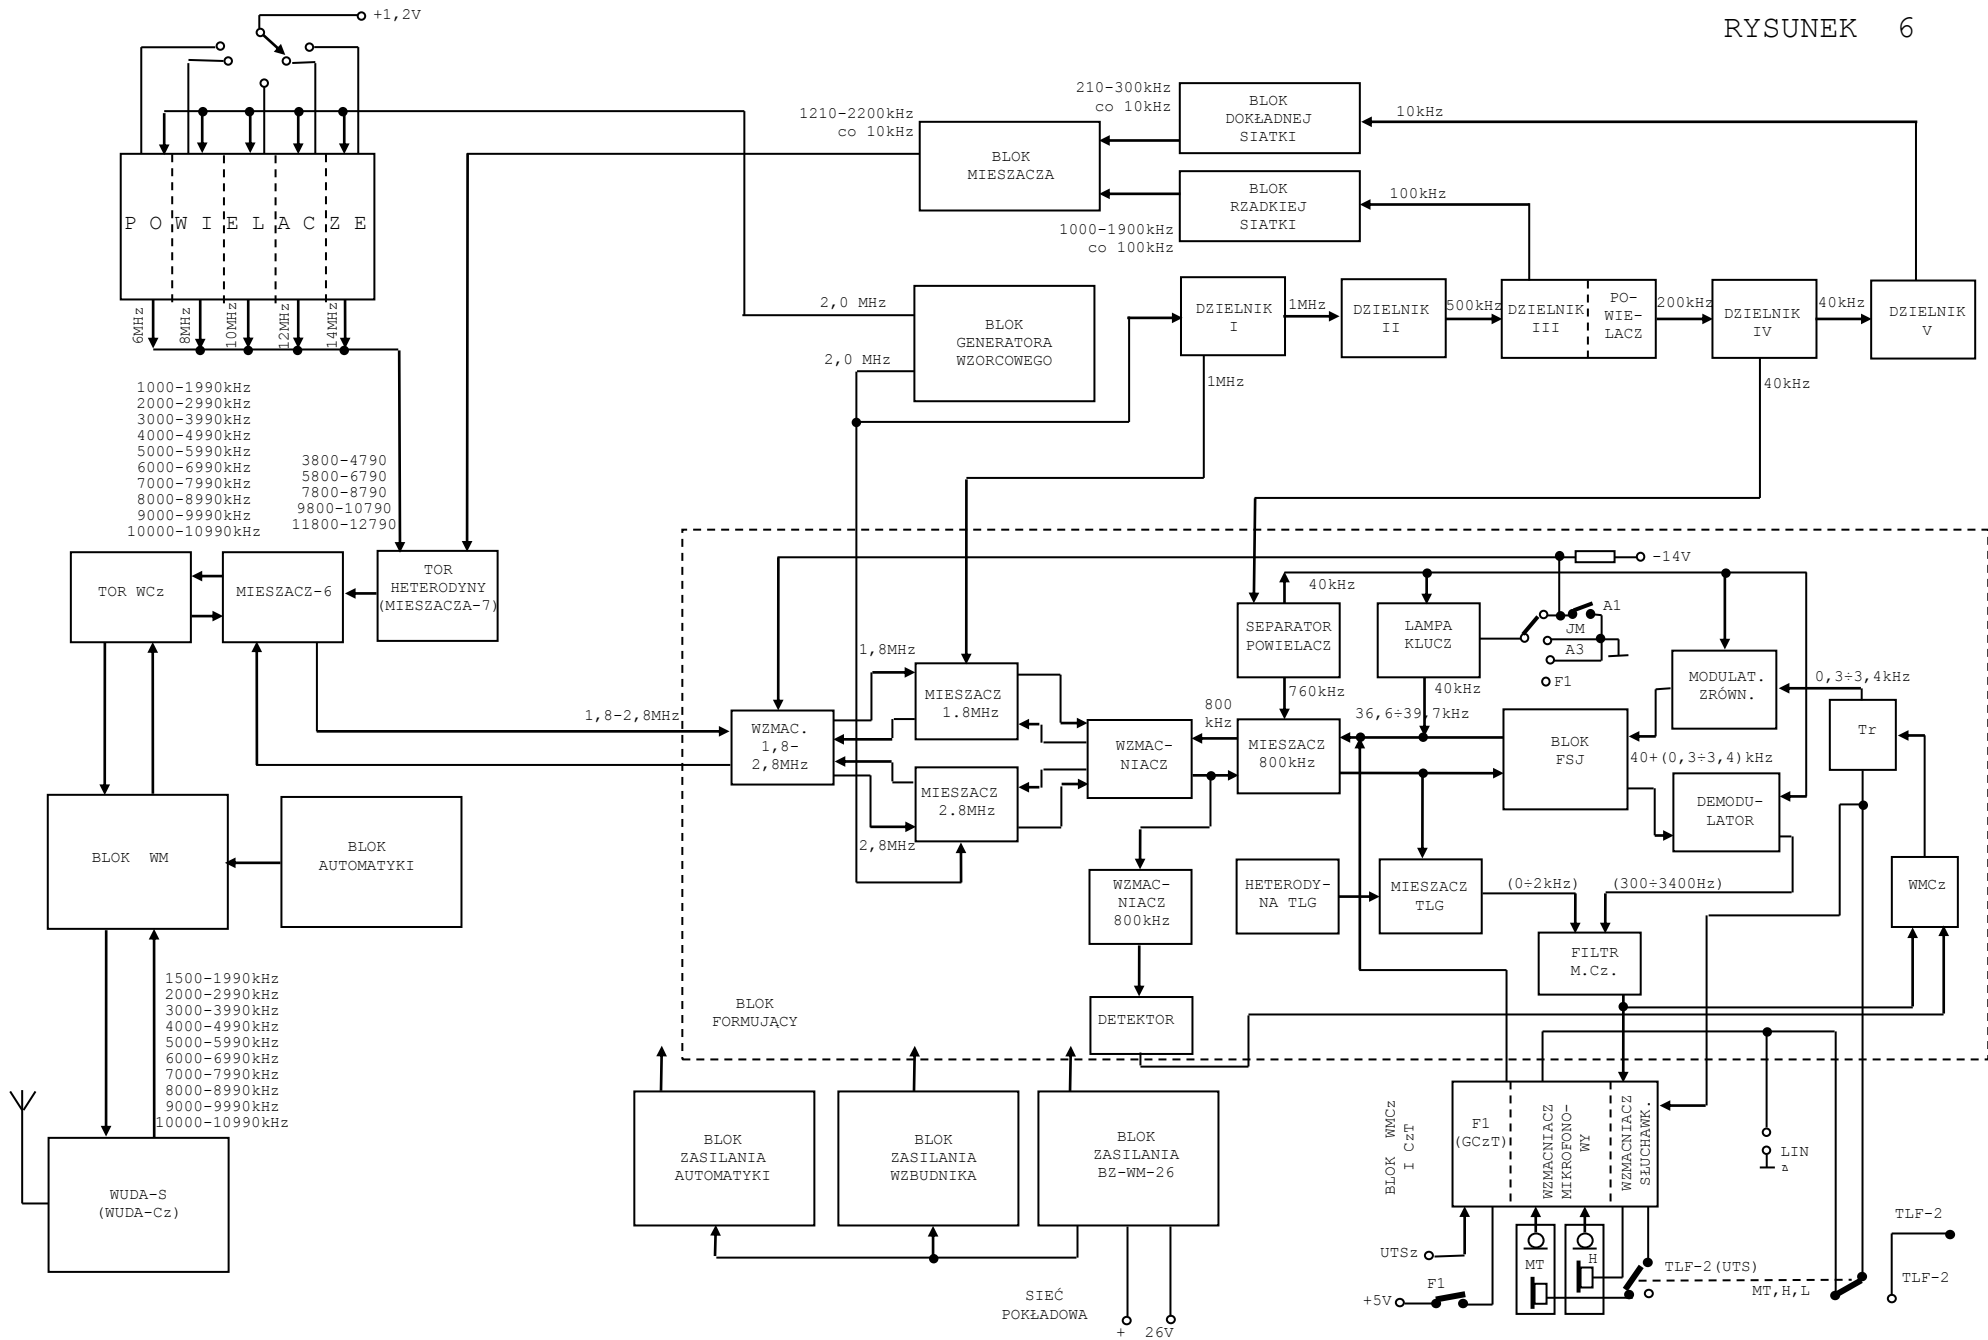 RYSUNEK 6
+1,2V
POWIELACZE
6MHz
8MHz
10MHz
12MHz
14MHz
1210-2200kHz
co 10kHz
BLOK
MIESZACZA
210-300kHz
co 10kHz
BLOK
DOKŁADNEJ
SIATKI
10kHz
1000-1900kHz
co 100kHz
BLOK
RZADKIEJ
SIATKI
100kHz
2,0 MHz
2,0 MHz
BLOK
GENERATORA
WZORCOWEGO
DZIELNIK
I
1MHz
1MHz
DZIELNIK
II
500kHz
DZIELNIK
III
PO-
WIE-
LACZ
200kHz
DZIELNIK
IV
40kHz
40kHz
DZIELNIK
V
1000-1990kHz
2000-2990kHz
3000-3990kHz
4000-4990kHz
5000-5990kHz
6000-6990kHz
7000-7990kHz
8000-8990kHz
9000-9990kHz
10000-10990kHz
3800-4790
5800-6790
7800-8790
9800-10790
11800-12790
TOR WCz
MIESZACZ-6
TOR
HETERODYNY
(MIESZACZA-7)
1,8-2,8MHz
BLOK WM
BLOK
AUTOMATYKI
1500-1990kHz
2000-2990kHz
3000-3990kHz
4000-4990kHz
5000-5990kHz
6000-6990kHz
7000-7990kHz
8000-8990kHz
9000-9990kHz
10000-10990kHz
WUDA-S
(WUDA-Cz)
-14V
40kHz
SEPARATOR
POWIELACZ
LAMPA
KLUCZ
A1
JM
A3
F1
MODULAT.
ZRÓWN.
0,3÷3,4kHz
Tr
1,8MHz
MIESZACZ
1.8MHz
WZMAC.
1,8-
2,8MHz
MIESZACZ
2.8MHz
2,8MHz
WZMAC-
NIACZ
800
kHz
760kHz
MIESZACZ
800kHz
40kHz
36,6÷39,7kHz
BLOK
FSJ
40+(0,3÷3,4)kHz
DEMODU-
LATOR
WZMAC-
NIACZ
800kHz
HETERODY-
NA TLG
MIESZACZ
TLG
(0÷2kHz)
(300÷3400Hz)
WMCz
FILTR
M.Cz.
DETEKTOR
BLOK
FORMUJĄCY
BLOK
ZASILANIA
AUTOMATYKI
BLOK
ZASILANIA
WZBUDNIKA
BLOK
ZASILANIA
BZ-WM-26
SIEĆ
POKŁADOWA
+ 26V
BLOK WMCz
I CzT
F1
(GCzT)
WZMACNIACZ
MIKROFONO-
WY
WZMACNIACZ
SŁUCHAWK.
LIN
UTSz
F1
+5V
MT
H
TLF-2(UTS)
MT,H,L
TLF-2
TLF-2